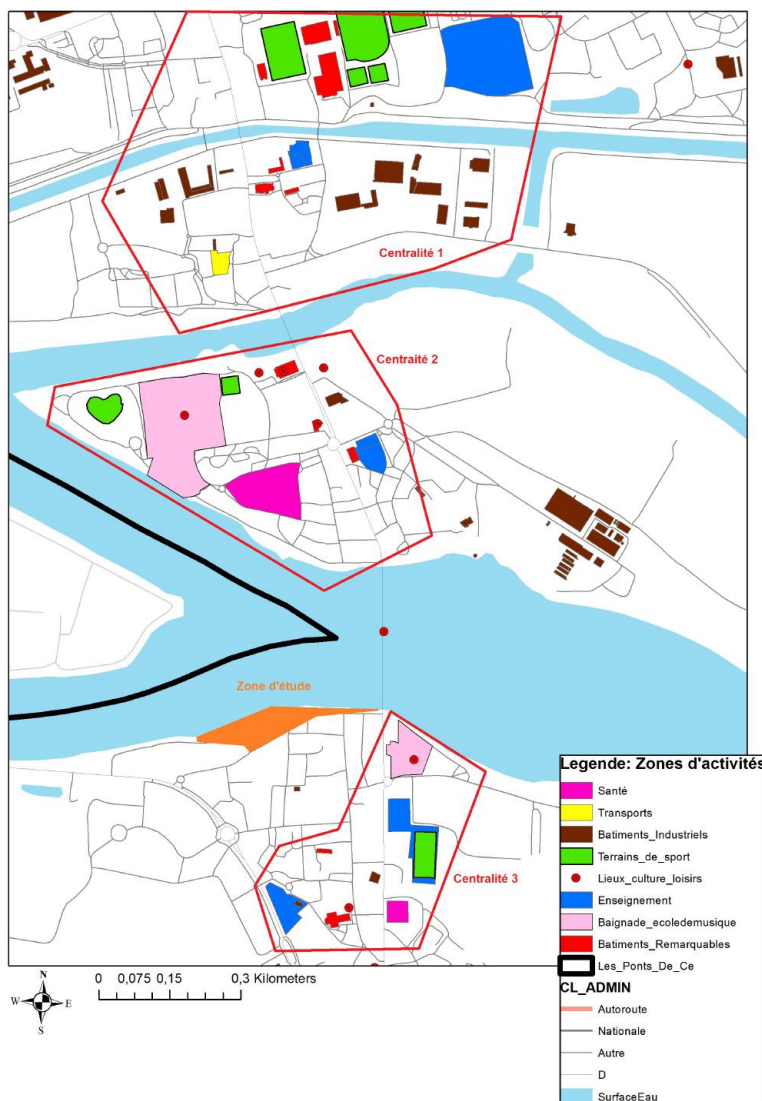 Centralité 1
Centraité 2
Zone d'étude
Centralité 3
Legende: Zones d'activités
Santé
Transports
Batiments_Industriels
Terrains_de_sport
Lieux_culture_loisirs
Enseignement
Baignade_ecoledemusique
Batiments_Remarquables
Les_Ponts_De_Ce
CL_ADMIN
Autoroute
Nationale
Autre
D
SurfaceEau
N
W E
S
0 0,075 0,15 0,3 Kilometers